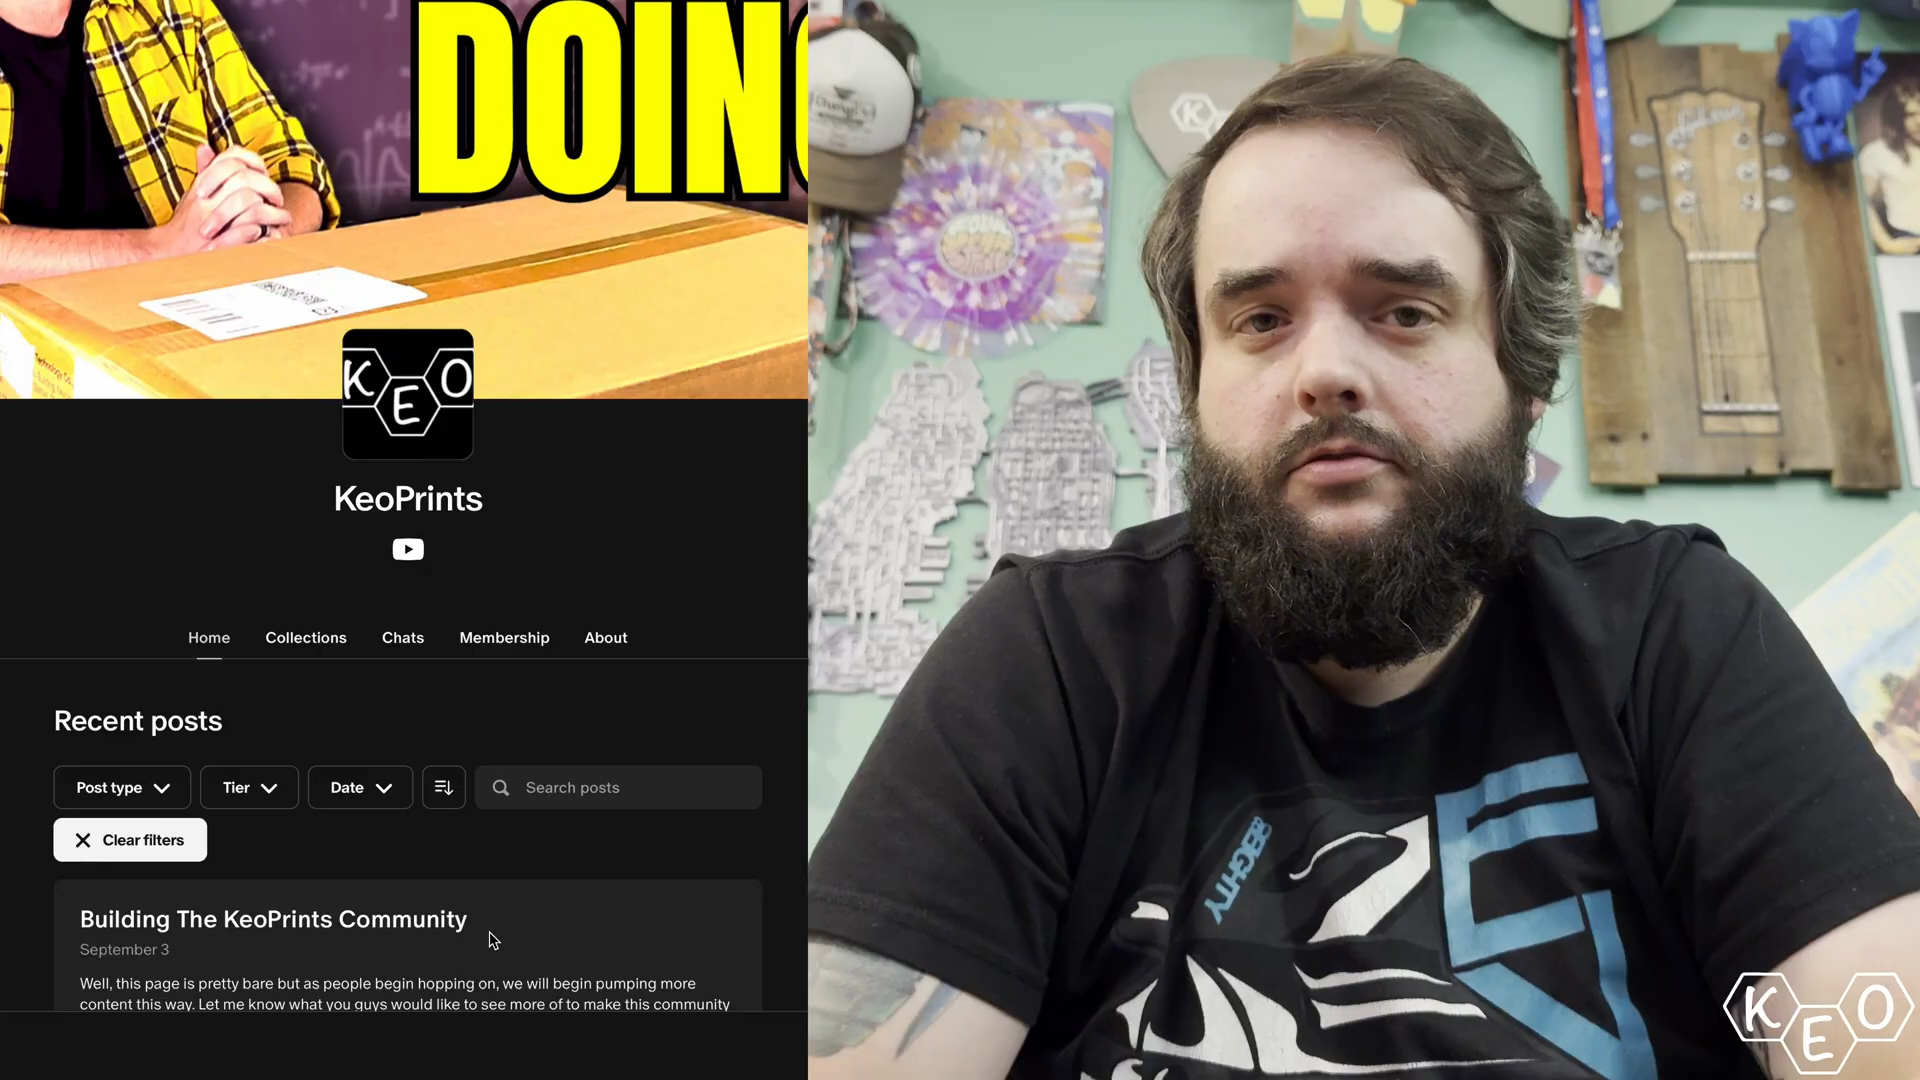 DOIN
KEO
KeoPrints
Home
Collections
Chats
Membership
About
Recent posts
Post type
Tier
Date
Search posts
Clear filters
Building The KeoPrints Community
September 3
Well, this page is pretty bare but as people begin hopping on, we will begin pumping more
content this way. Let me know what you guys would like to see more of to make this community
K
EIGHTY
KEO